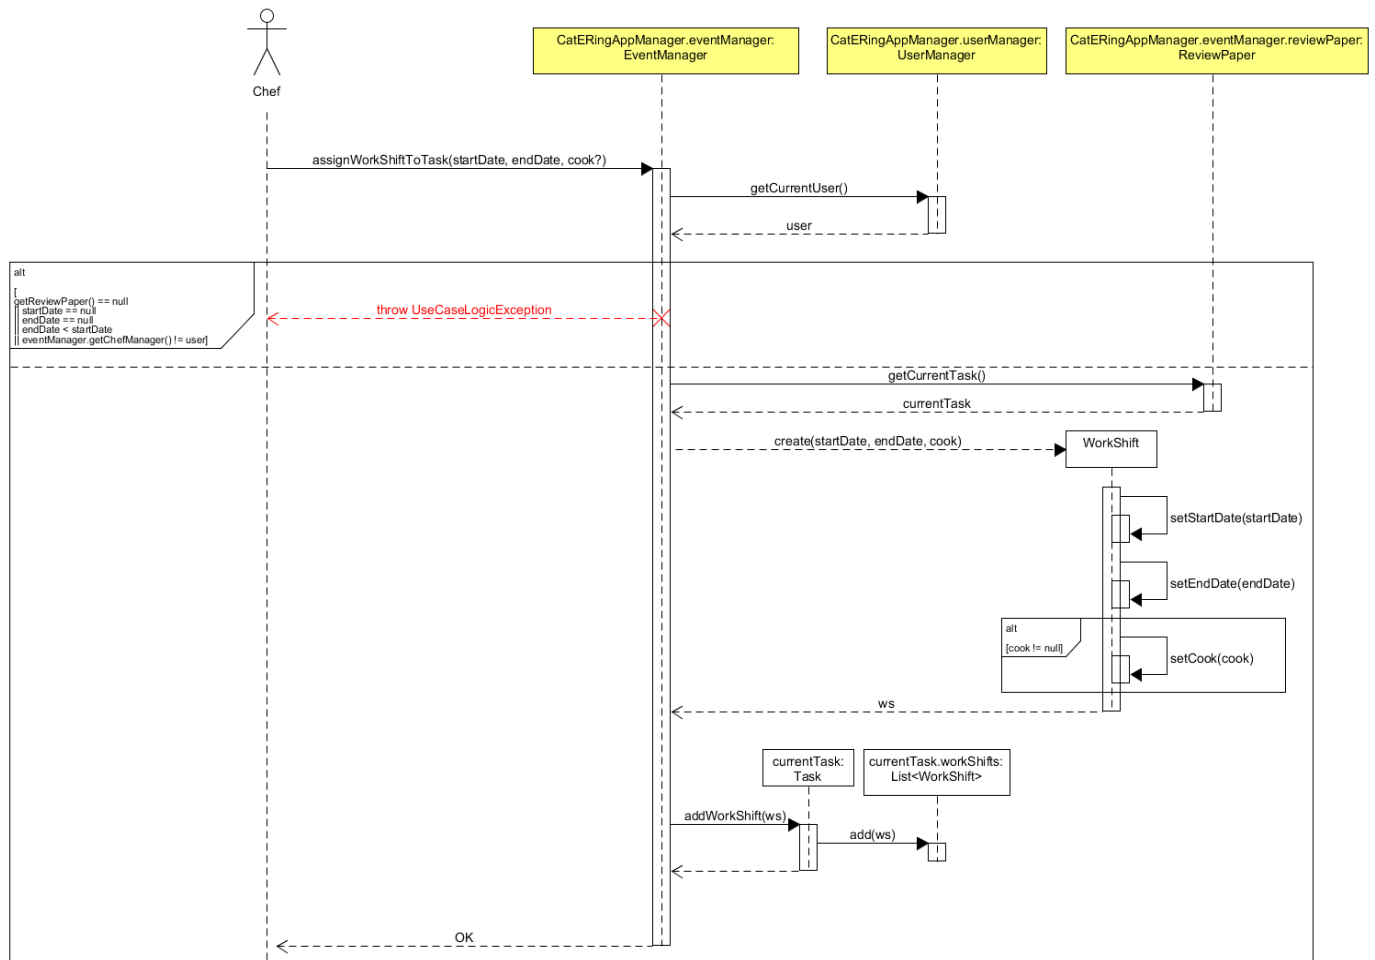 CatERingAppManager.eventManager:
EventManager
CatERingAppManager.userManager:
UserManager
CatERingAppManager.eventManager.reviewPaper:
ReviewPaper
Chef
assignWorkShiftToTask(startDate, endDate, cook?)
getCurrentUser()
user
alt
[
getReviewPaper() == null
|| startDate == null
|| endDate == null
|| endDate < startDate
|| eventManager.getChefManager() != user]
throw UseCaseLogicException
getCurrentTask()
currentTask
create(startDate, endDate, cook)
WorkShift
setStartDate(startDate)
setEndDate(endDate)
alt
[cook != null]
setCook(cook)
ws
currentTask:
Task
currentTask.workShifts:
List<WorkShift>
addWorkShift(ws)
add(ws)
OK